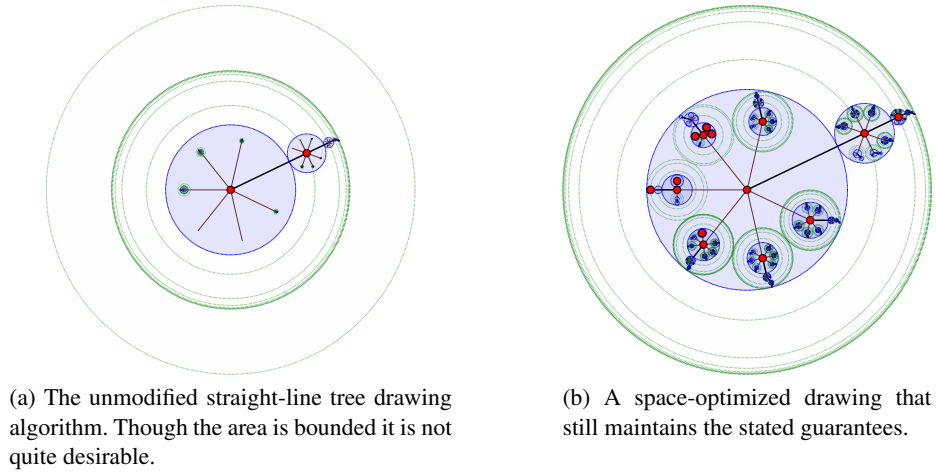 (a) The unmodified straight-line tree drawing
algorithm. Though the area is bounded it is not
quite desirable.
(b) A space-optimized drawing that
still maintains the stated guarantees.